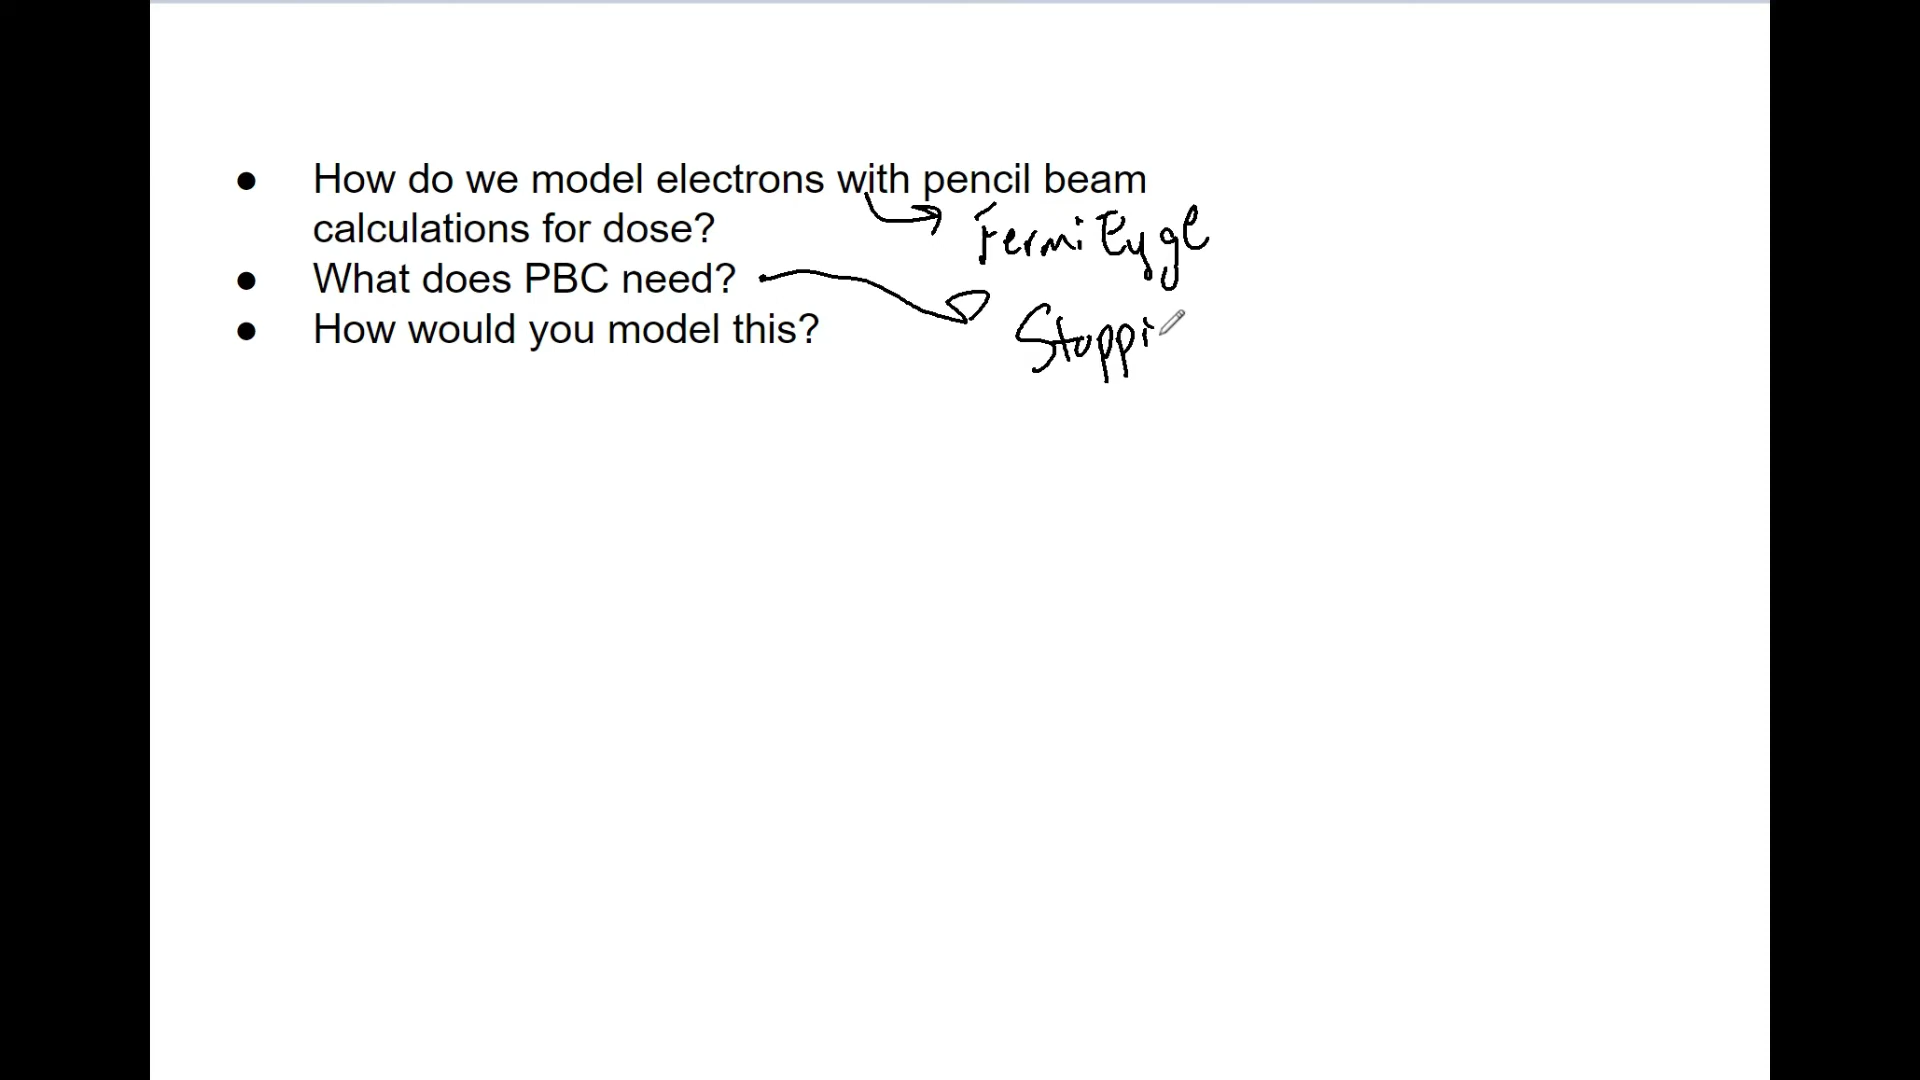 ● How do we model electrons with pencil beam
calculations for dose?
Fermi Eyge
● What does PBC need?
Stoppi
● How would you model this?